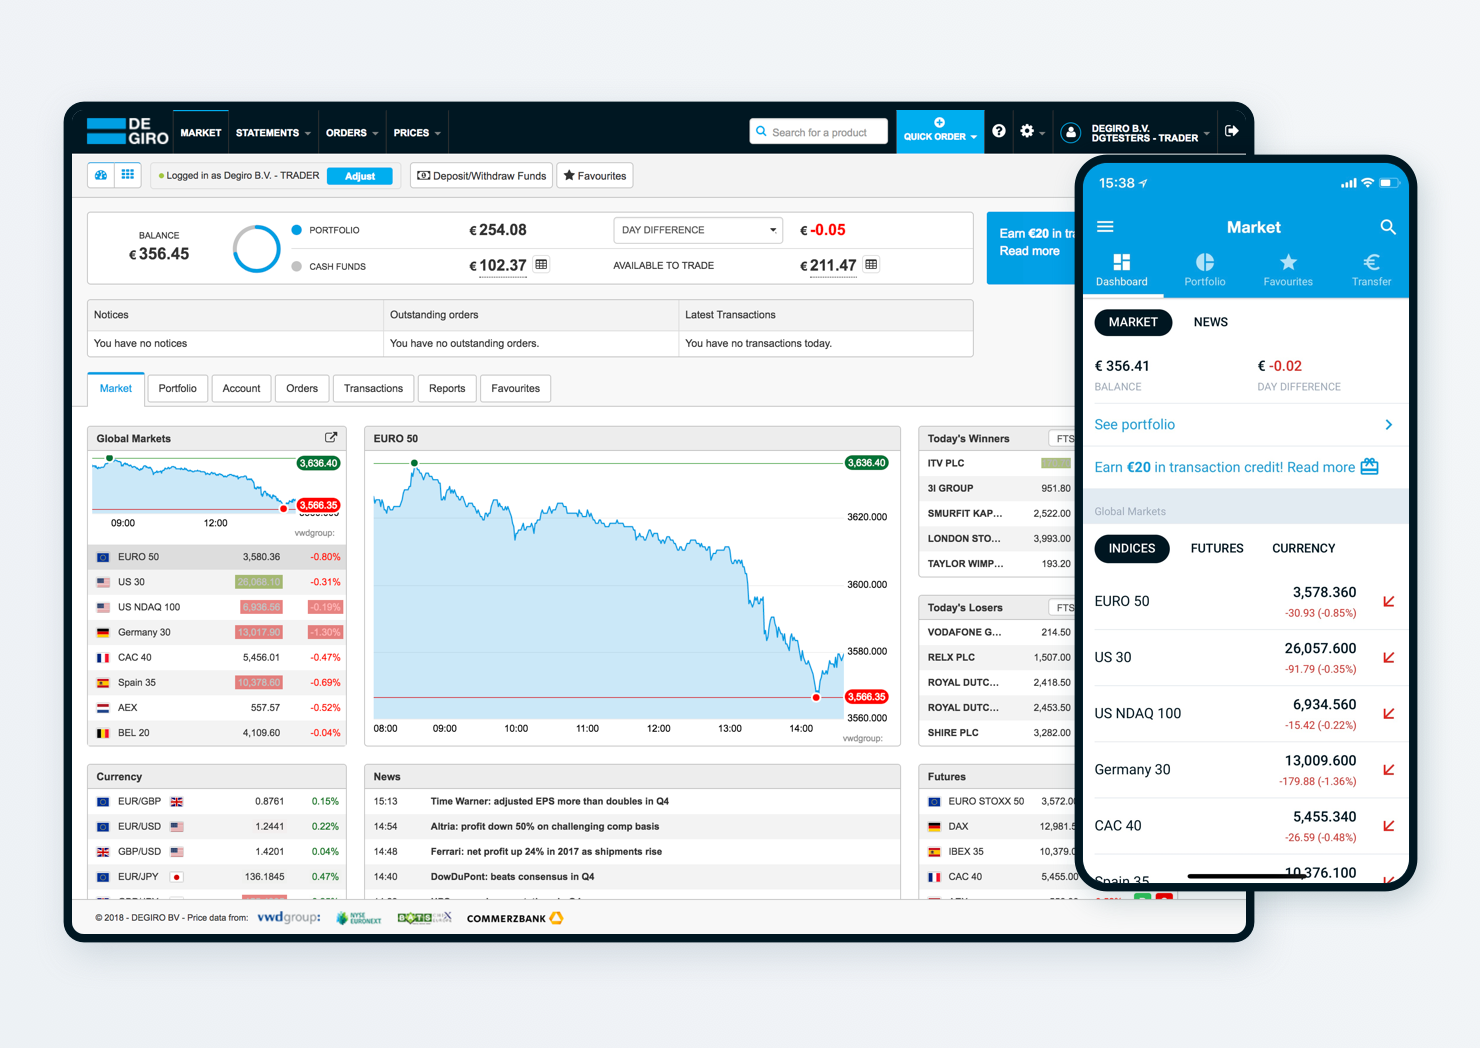 DE
GIRO
MARKET
STATEMENTS
ORDERS
PRICES
Search for a product
QUICK ORDER
DEGIRO B.V.
DGTESTERS - TRADER
Logged in as Degiro B.V. - TRADER
Adjust
Deposit/Withdraw Funds
Favourites
BALANCE
€ 356.45
PORTFOLIO
€ 254.08
DAY DIFFERENCE
€ -0.05
CASH FUNDS
€ 102.37
AVAILABLE TO TRADE
€ 211.47
Earn €20 in tra
Read more
Notices
Outstanding orders
Latest Transactions
You have no notices
You have no outstanding orders.
You have no transactions today.
Market
Portfolio
Account
Orders
Transactions
Reports
Favourites
Global Markets
3,636.40
3,566.35
09:00
12:00
vwdgroup:
EURO 50 3,580.36 -0.80%
US 30 26,068.10 -0.31%
US NDAQ 100 6,936.56 -0.19%
Germany 30 13,017.90 -1.30%
CAC 40 5,456.01 -0.47%
Spain 35 10,378.60 -0.69%
AEX 557.57 -0.52%
BEL 20 4,109.60 -0.04%
EURO 50
3,636.40
3620.000
3600.000
3580.000
3,566.35
3560.000
08:00 09:00 10:00 11:00 12:00 13:00 14:00
vwdgroup:
Today's Winners
FTS
ITV PLC
3I GROUP 951.80
SMURFIT KAP... 2,522.00
LONDON STO... 3,993.00
TAYLOR WIMP... 193.20
Today's Losers
FTS
VODAFONE G... 214.50
RELX PLC 1,507.00
ROYAL DUTC... 2,418.50
ROYAL DUTC... 2,453.50
SHIRE PLC 3,282.00
Currency
EUR/GBP 0.8761 0.15%
EUR/USD 1.2441 0.22%
GBP/USD 1.4201 0.04%
EUR/JPY 136.1845 0.47%
News
15:13 Time Warner: adjusted EPS more than doubles in Q4
14:54 Altria: profit down 50% on challenging comp basis
14:48 Ferrari: net profit up 24% in 2017 as shipments rise
14:40 DowDuPont: beats consensus in Q4
Futures
EURO STOXX 50 3,572.0
DAX 12,981.5
IBEX 35 10,379.0
CAC 40 5,455.00
© 2018 - DEGIRO BV - Price data from:
vwdgroup:
NYSE
EURONEXT
BATS
COMMERZBANK
15:38
Market
Dashboard
Portfolio
Favourites
Transfer
MARKET
NEWS
€ 356.41
BALANCE
€ -0.02
DAY DIFFERENCE
See portfolio
Earn €20 in transaction credit! Read more
Global Markets
INDICES
FUTURES
CURRENCY
EURO 50
3,578.360
-30.93 (-0.85%)
US 30
26,057.600
-91.79 (-0.35%)
US NDAQ 100
6,934.560
-15.42 (-0.22%)
Germany 30
13,009.600
-179.88 (-1.36%)
CAC 40
5,455.340
-26.59 (-0.48%)
Spain 35
10,376.100